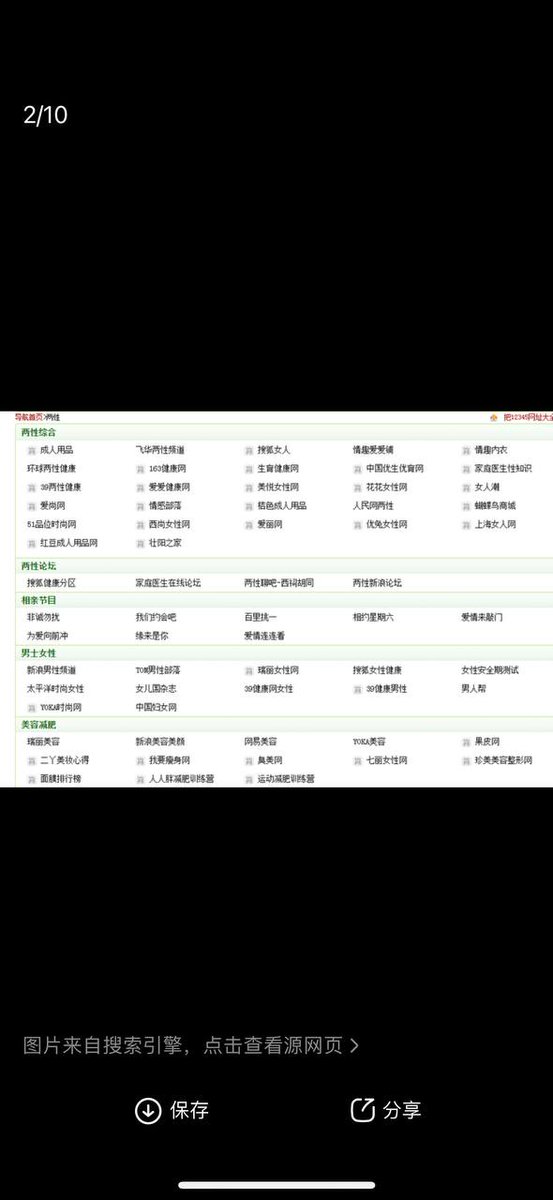 2/10
导航首页>两性 把12345网址大全
两性综合
成人用品 飞华两性频道 搜狐女人 情趣爱爱铺 情趣内衣
环球两性健康 163健康网 生育健康网 中国优生优育网 家庭医生性知识
39两性健康 爱爱健康网 美悦女性网 花花女性网 女人潮
爱尚网 情感部落 桔色成人用品 人民网两性 蝴蝶鸟商城
51品位时尚网 西尚女性网 爱丽网 优兔女性网 上海女人网
红豆成人用品网 壮阳之家
两性论坛
搜狐健康分区 家庭医生在线论坛 两性聊吧-西祠胡同 两性新浪论坛
相亲节目
非诚勿扰 我们约会吧 百里挑一 相约星期六 爱情来敲门
为爱向前冲 缘来是你 爱情连连看
男士女性
新浪男性频道 TOM男性部落 瑞丽女性网 搜狐女性健康 女性安全期测试
太平洋时尚女性 女儿国杂志 39健康网女性 39健康男性 男人帮
YOKA时尚网 中国妇女网
美容减肥
瑞丽美容 新浪美容美颜 网易美容 YOKA美容 果皮网
二丫美妆心得 我要瘦身网 臭美网 七丽女性网 珍美美容整形网
面膜排行榜 人人胖减肥训练营 运动减肥训练营
图片来自搜索引擎，点击查看源网页
保存 分享